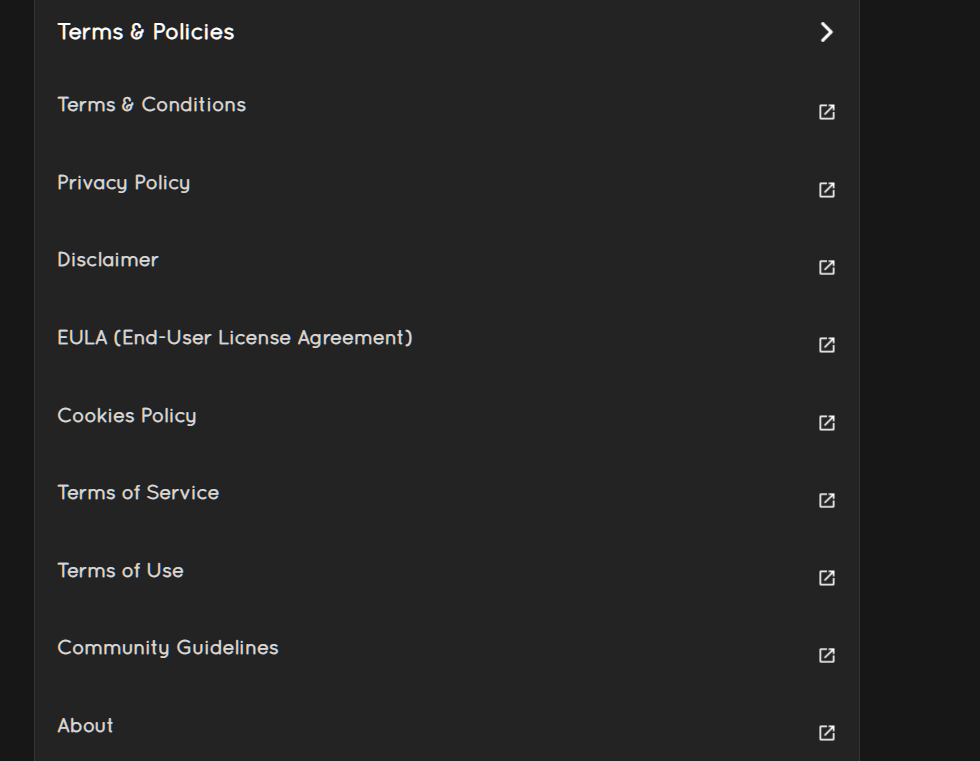 Terms & Policies
Terms & Conditions
Privacy Policy
Disclaimer
EULA (End-User License Agreement)
Cookies Policy
Terms of Service
Terms of Use
Community Guidelines
About